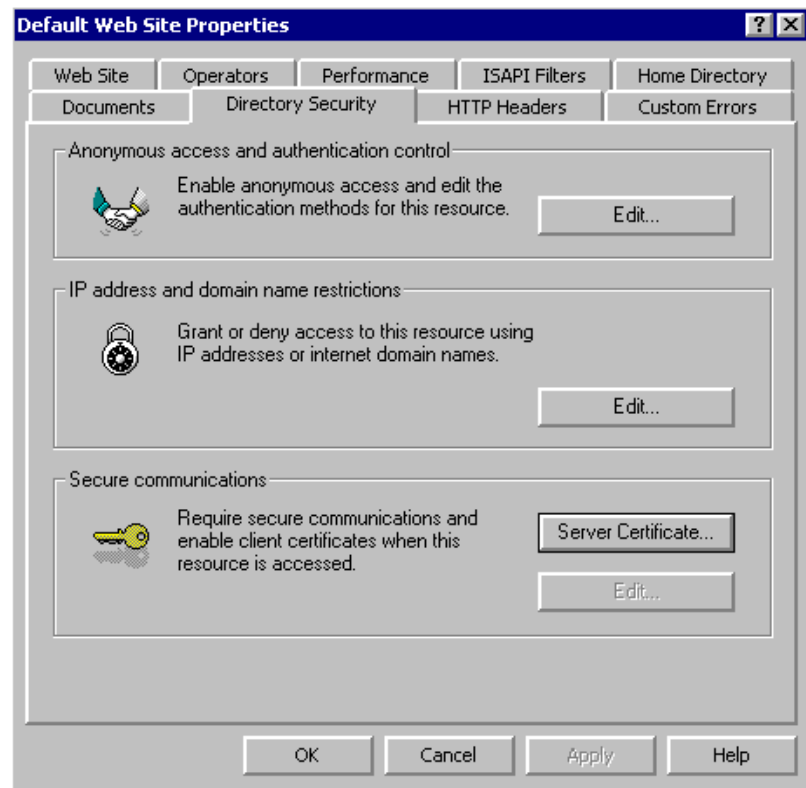 Default Web Site Properties
Web Site Operators Performance ISAPI Filters Home Directory
Documents Directory Security HTTP Headers Custom Errors
Anonymous access and authentication control
Enable anonymous access and edit the
authentication methods for this resource.
Edit...
IP address and domain name restrictions
Grant or deny access to this resource using
IP addresses or internet domain names.
Edit...
Secure communications
Require secure communications and
enable client certificates when this
resource is accessed.
Server Certificate...
Edit...
OK Cancel Apply Help